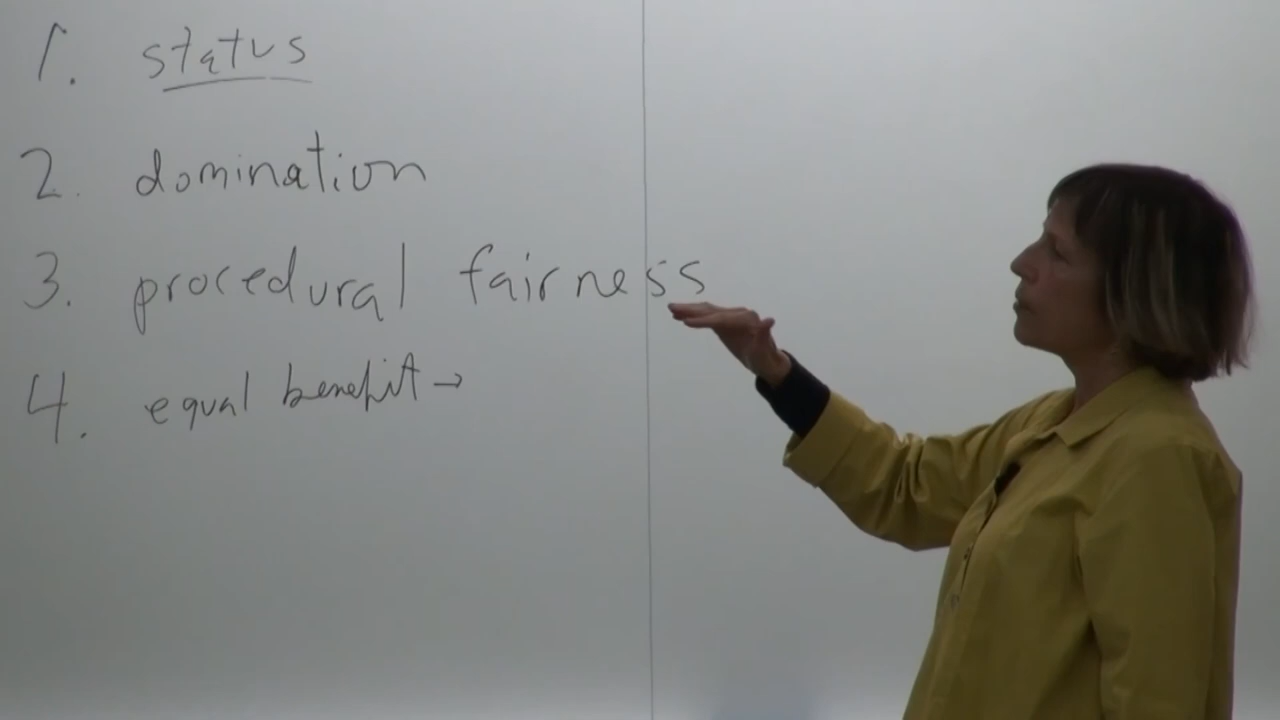 1. status
2. domination
3. procedural fairness
4. equal benefit →